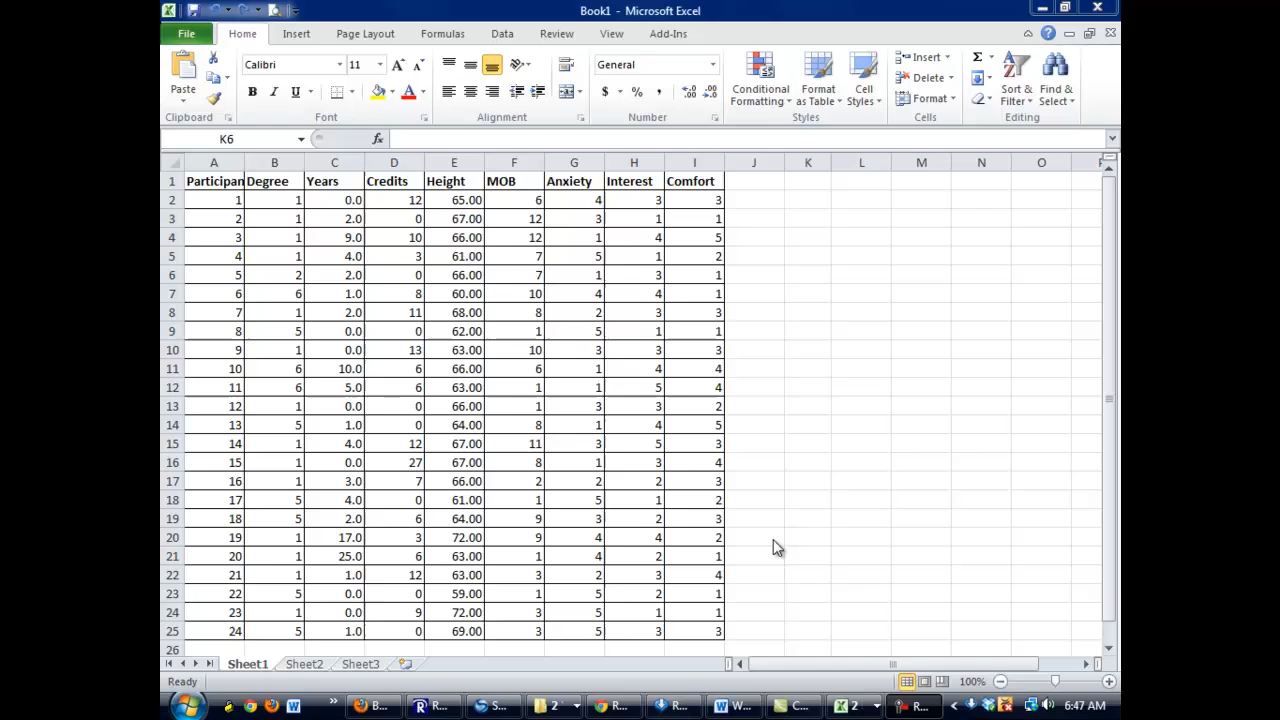 Book1 - Microsoft Excel
File Home Insert Page Layout Formulas Data Review View Add-Ins
Calibri 11 General Insert Σ
Paste B I U $ % , Conditional Formatting Format as Table Cell Styles Delete Format Sort & Filter Find & Select
Clipboard Font Alignment Number Styles Cells Editing
K6 fx
A B C D E F G H I J K L M N O
1 Participan Degree Years Credits Height MOB Anxiety Interest Comfort
2 1 1 0.0 12 65.00 6 4 3 3
3 2 1 2.0 0 67.00 12 3 1 1
4 3 1 9.0 10 66.00 12 1 4 5
5 4 1 4.0 3 61.00 7 5 1 2
6 5 2 2.0 0 66.00 7 1 3 1
7 6 6 1.0 8 60.00 10 4 4 1
8 7 1 2.0 11 68.00 8 2 3 3
9 8 5 0.0 0 62.00 1 5 1 1
10 9 1 0.0 13 63.00 10 3 3 3
11 10 6 10.0 6 66.00 6 1 4 4
12 11 6 5.0 6 63.00 1 1 5 4
13 12 1 0.0 0 66.00 1 3 3 2
14 13 5 1.0 0 64.00 8 1 4 5
15 14 1 4.0 12 67.00 11 3 5 3
16 15 1 0.0 27 67.00 8 1 3 4
17 16 1 3.0 7 66.00 2 2 2 3
18 17 5 4.0 0 61.00 1 5 1 2
19 18 5 2.0 6 64.00 9 3 2 3
20 19 1 17.0 3 72.00 9 4 4 2
21 20 1 25.0 6 63.00 1 4 2 1
22 21 1 1.0 12 63.00 3 2 3 4
23 22 5 0.0 0 59.00 1 5 2 1
24 23 1 0.0 9 72.00 3 5 1 1
25 24 5 1.0 0 69.00 3 5 3 3
26
Sheet1 Sheet2 Sheet3
Ready 100%
B... R... S... 2 R... R... W... C... 2 R... 6:47 AM